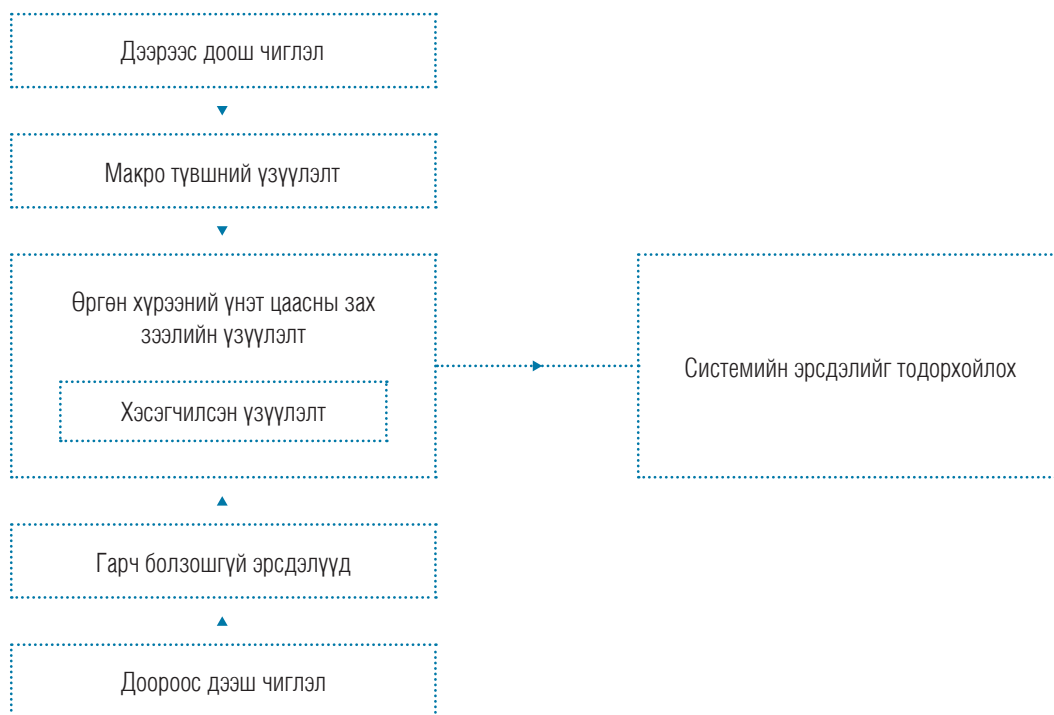 Дээрээс доош чиглэл
Макро түвшний үзүүлэлт
Өргөн хүрээний үнэт цаасны зах
зээлийн үзүүлэлт
Хэсэгчилсэн үзүүлэлт
Системийн эрсдэлийг тодорхойлох
Гарч болзошгүй эрсдэлүүд
Доороос дээш чиглэл